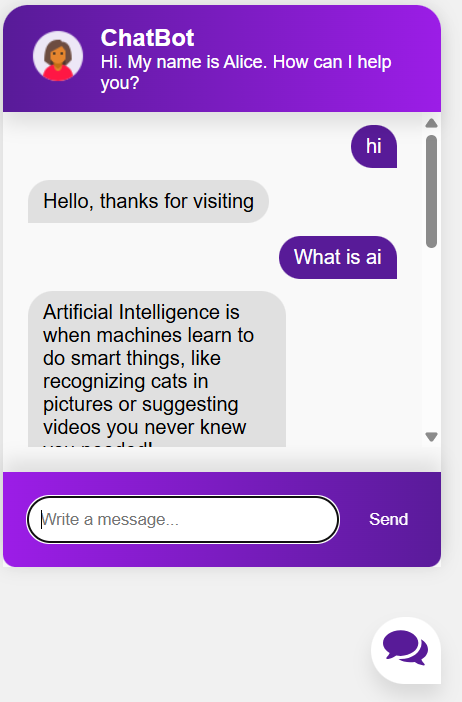 ChatBot
Hi. My name is Alice. How can I help
you?
hi
Hello, thanks for visiting
What is ai
Artificial Intelligence is
when machines learn to
do smart things, like
recognizing cats in
pictures or suggesting
videos you never knew
you needed!
Write a message...
Send